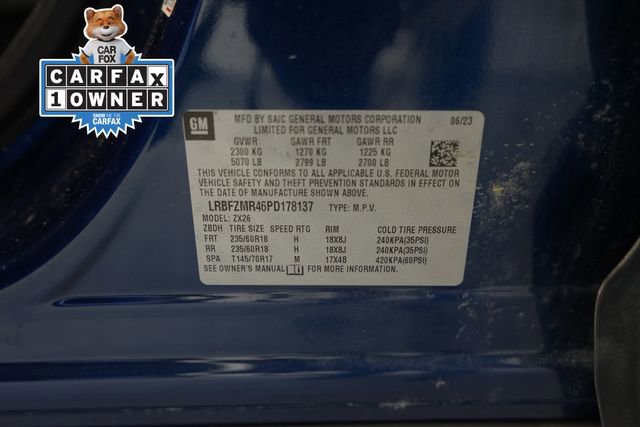 CAR
FOX
CARFAX
1 OWNER
SHOW ME THE
CARFAX
GM
MFD BY SAIC GENERAL MOTORS CORPORATION 06/23
LIMITED FOR GENERAL MOTORS LLC
GVWR GAWR FRT GAWR RR
2300 KG 1270 KG 1225 KG
5070 LB 2799 LB 2700 LB
THIS VEHICLE CONFORMS TO ALL APPLICABLE U.S. FEDERAL MOTOR
VEHICLE SAFETY AND THEFT PREVENTION STANDARDS IN EFFECT ON
THE DATE OF MANUFACTURE SHOWN ABOVE.
LRBFZMR46PD178137 TYPE: M.P.V.
MODEL: ZX26
ZBDH TIRE SIZE SPEED RTG RIM COLD TIRE PRESSURE
FRT 235/60R18 H 18X8J 240KPA(35PSI)
RR 235/60R18 H 18X8J 240KPA(35PSI)
SPA T145/70R17 M 17X4B 420KPA(60PSI)
SEE OWNER'S MANUAL FOR MORE INFORMATION.